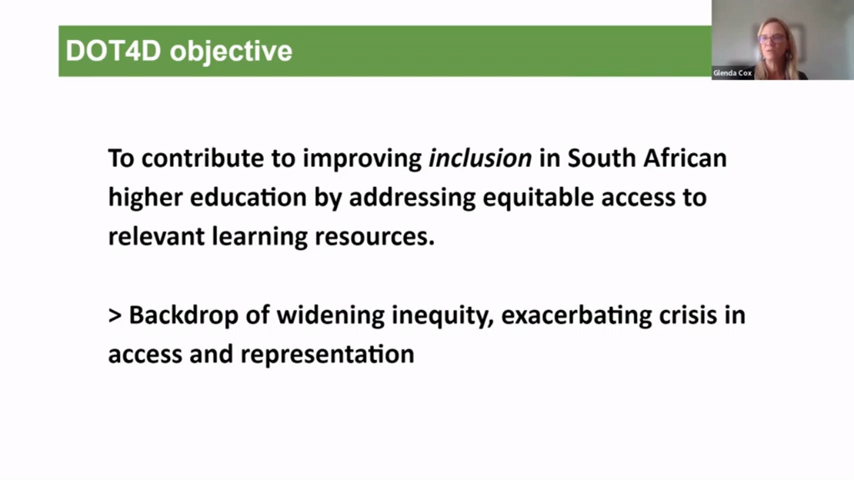 DOT4D objective
Glenda Cox
To contribute to improving inclusion in South African
higher education by addressing equitable access to
relevant learning resources.
> Backdrop of widening inequity, exacerbating crisis in
access and representation